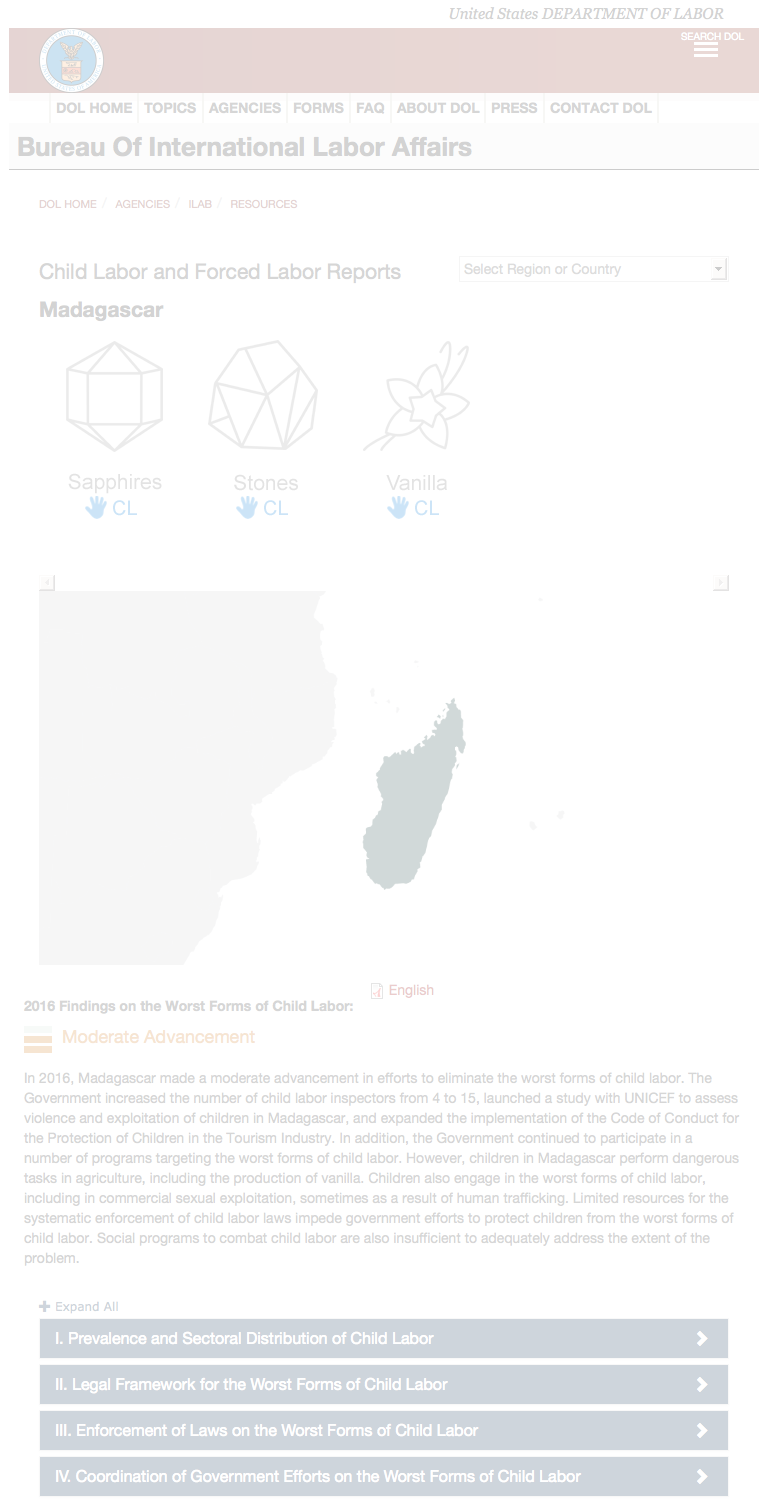 United States DEPARTMENT OF LABOR
SEARCH DOL
DOL HOME TOPICS AGENCIES FORMS FAQ ABOUT DOL PRESS CONTACT DOL
Bureau Of International Labor Affairs
DOL HOME / AGENCIES / ILAB / RESOURCES
Child Labor and Forced Labor Reports
Select Region or Country
Madagascar
Sapphires Stones Vanilla
CL CL CL
English
2016 Findings on the Worst Forms of Child Labor:
Moderate Advancement
In 2016, Madagascar made a moderate advancement in efforts to eliminate the worst forms of child labor. The
Government increased the number of child labor inspectors from 4 to 15, launched a study with UNICEF to assess
violence and exploitation of children in Madagascar, and expanded the implementation of the Code of Conduct for
the Protection of Children in the Tourism Industry. In addition, the Government continued to participate in a
number of programs targeting the worst forms of child labor. However, children in Madagascar perform dangerous
tasks in agriculture, including the production of vanilla. Children also engage in the worst forms of child labor,
including in commercial sexual exploitation, sometimes as a result of human trafficking. Limited resources for the
systematic enforcement of child labor laws impede government efforts to protect children from the worst forms of
child labor. Social programs to combat child labor are also insufficient to adequately address the extent of the
problem.
Expand All
I. Prevalence and Sectoral Distribution of Child Labor
II. Legal Framework for the Worst Forms of Child Labor
III. Enforcement of Laws on the Worst Forms of Child Labor
IV. Coordination of Government Efforts on the Worst Forms of Child Labor